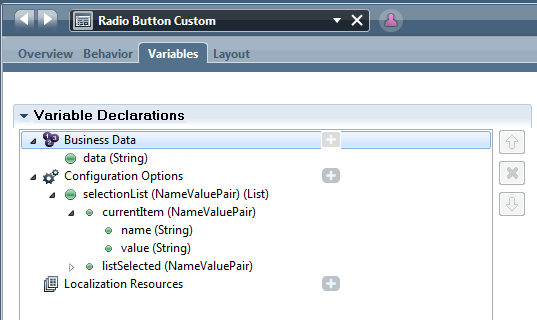 Radio Button Custom
Overview Behavior Variables Layout
Variable Declarations
Business Data
data (String)
Configuration Options
selectionList (NameValuePair) (List)
currentItem (NameValuePair)
name (String)
value (String)
listSelected (NameValuePair)
Localization Resources